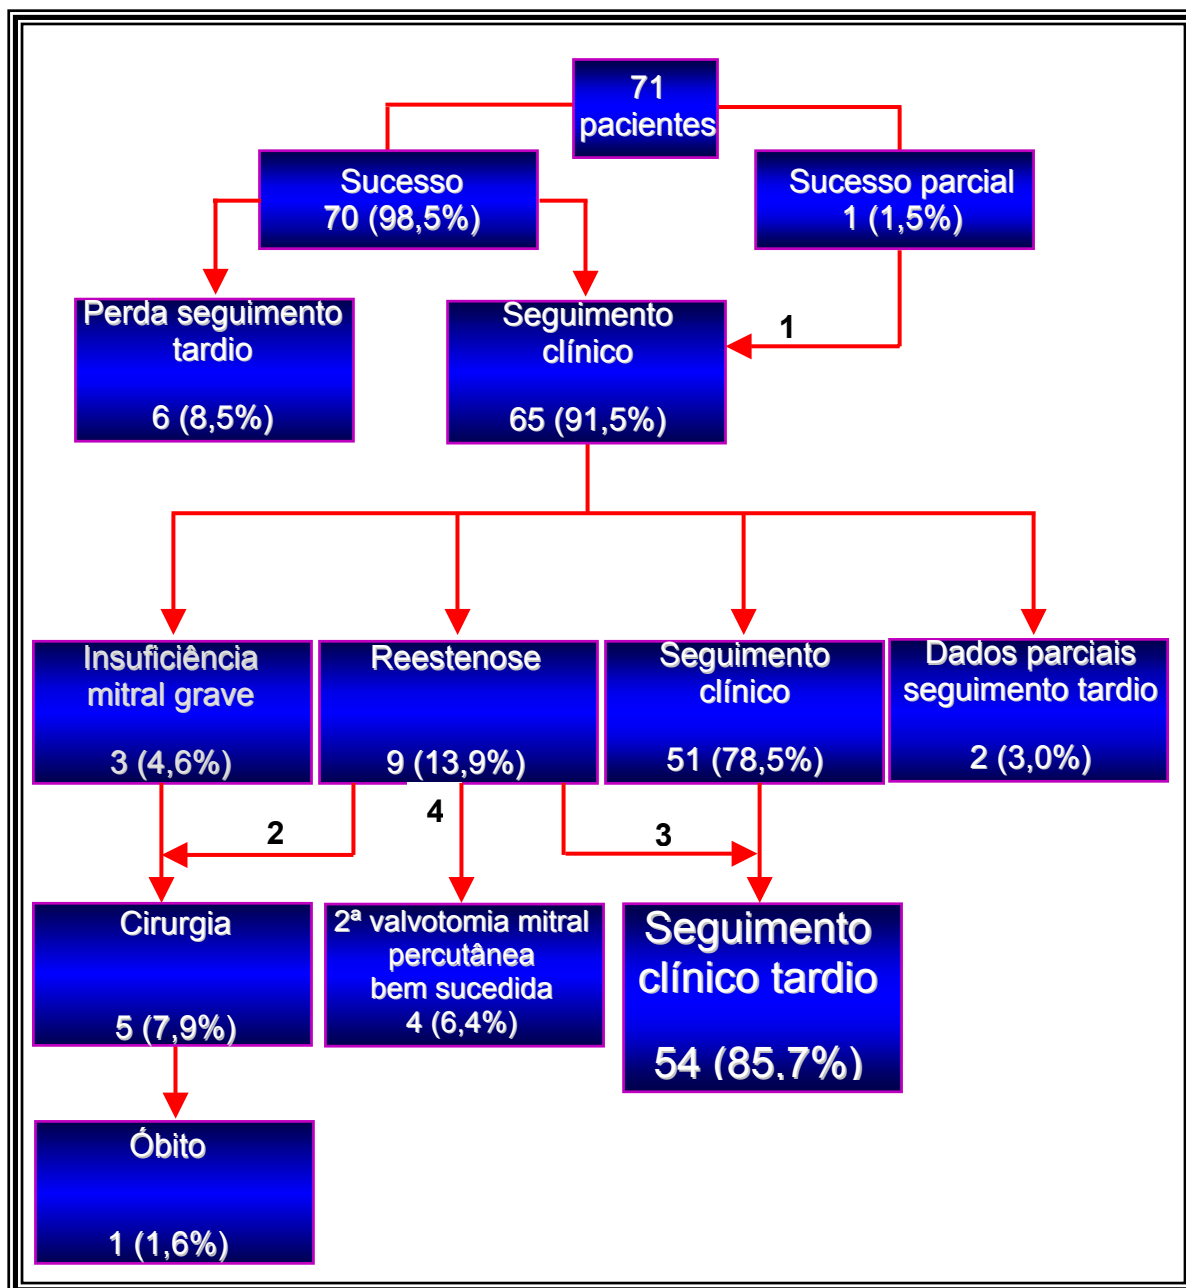 71
pacientes
Sucesso
70 (98,5%)
Sucesso parcial
1 (1,5%)
Perda seguimento
tardio
6 (8,5%)
Seguimento
clínico
65 (91,5%)
1
Insuficiência
mitral grave
3 (4,6%)
Reestenose
9 (13,9%)
Seguimento
clínico
51 (78,5%)
Dados parciais
seguimento tardio
2 (3,0%)
2
4
3
Cirurgia
5 (7,9%)
2ª valvotomia mitral
percutânea
bem sucedida
4 (6,4%)
Seguimento
clínico tardio
54 (85,7%)
Óbito
1 (1,6%)